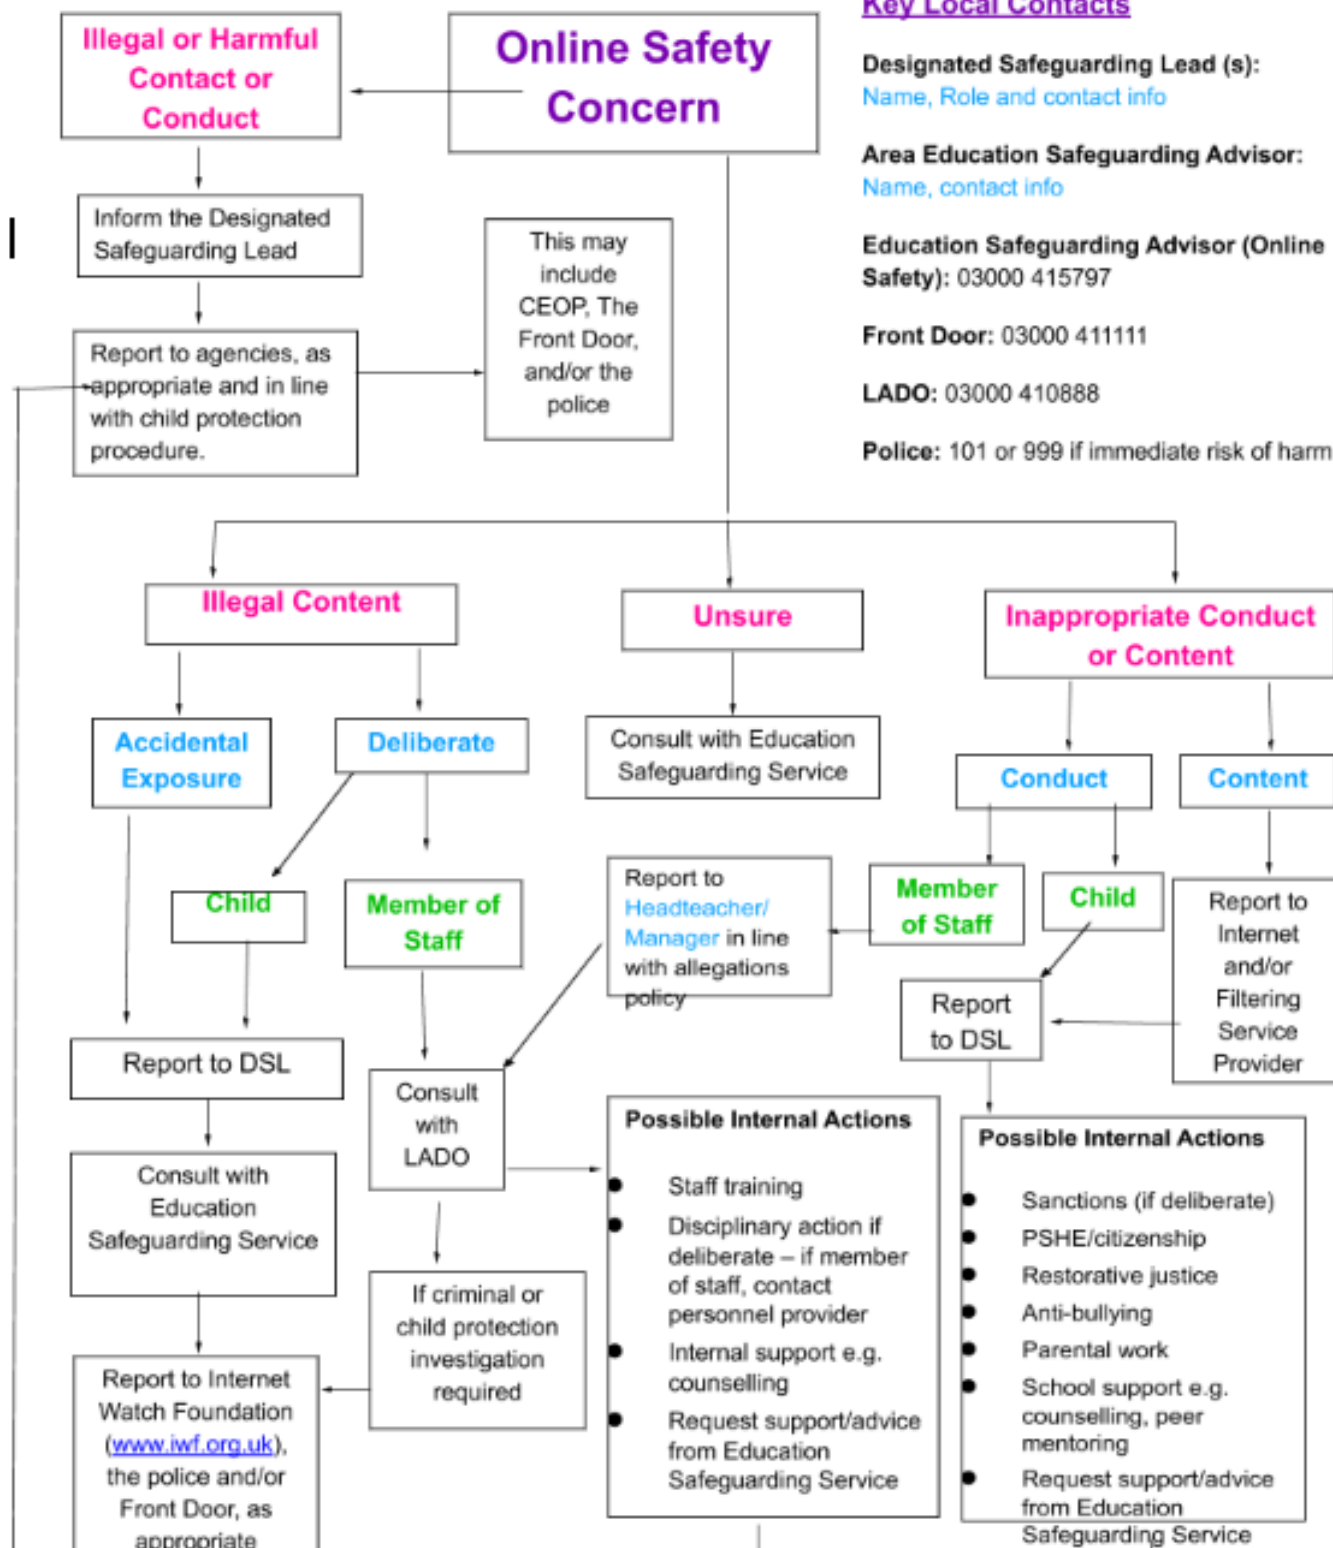 Key Local Contacts
Illegal or Harmful
Contact or
Conduct
Online Safety
Concern
Designated Safeguarding Lead (s):
Name, Role and contact info
Area Education Safeguarding Advisor:
Name, contact info
Education Safeguarding Advisor (Online
Safety): 03000 415797
Front Door: 03000 411111
LADO: 03000 410888
Police: 101 or 999 if immediate risk of harm
Inform the Designated
Safeguarding Lead
Report to agencies, as
appropriate and in line
with child protection
procedure.
This may
include
CEOP, The
Front Door,
and/or the
police
Illegal Content
Unsure
Inappropriate Conduct
or Content
Accidental
Exposure
Deliberate
Consult with Education
Safeguarding Service
Conduct
Content
Child
Member of
Staff
Report to
Headteacher/
Manager in line
with allegations
policy
Member
of Staff
Child
Report to
Internet
and/or
Filtering
Service
Provider
Report
to DSL
Report to DSL
Consult
with
LADO
Consult with
Education
Safeguarding Service
If criminal or
child protection
investigation
required
Report to Internet
Watch Foundation
(www.iwf.org.uk),
the police and/or
Front Door, as
appropriate
Possible Internal Actions
Staff training
Disciplinary action if
deliberate – if member
of staff, contact
personnel provider
Internal support e.g.
counselling
Request support/advice
from Education
Safeguarding Service
Possible Internal Actions
Sanctions (if deliberate)
PSHE/citizenship
Restorative justice
Anti-bullying
Parental work
School support e.g.
counselling, peer
mentoring
Request support/advice
from Education
Safeguarding Service